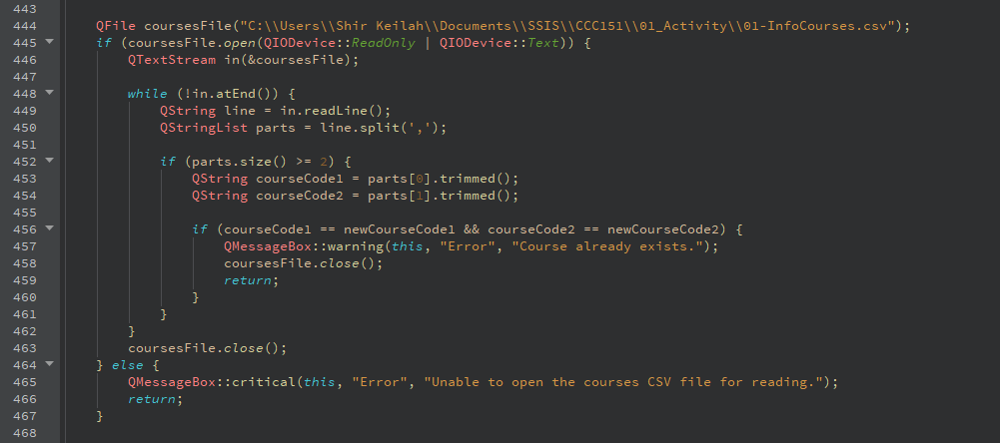 443
444 QFile coursesFile("C:\\Users\\Shir Keilah\\Documents\\SSIS\\CCC151\\01_Activity\\01-InfoCourses.csv");
445 if (coursesFile.open(QIODevice::ReadOnly | QIODevice::Text)) {
446 QTextStream in(&coursesFile);
447
448 while (!in.atEnd()) {
449 QString line = in.readLine();
450 QStringList parts = line.split(',');
451
452 if (parts.size() >= 2) {
453 QString courseCode1 = parts[0].trimmed();
454 QString courseCode2 = parts[1].trimmed();
455
456 if (courseCode1 == newCourseCode1 && courseCode2 == newCourseCode2) {
457 QMessageBox::warning(this, "Error", "Course already exists.");
458 coursesFile.close();
459 return;
460 }
461 }
462 }
463 coursesFile.close();
464 } else {
465 QMessageBox::critical(this, "Error", "Unable to open the courses CSV file for reading.");
466 return;
467 }
468